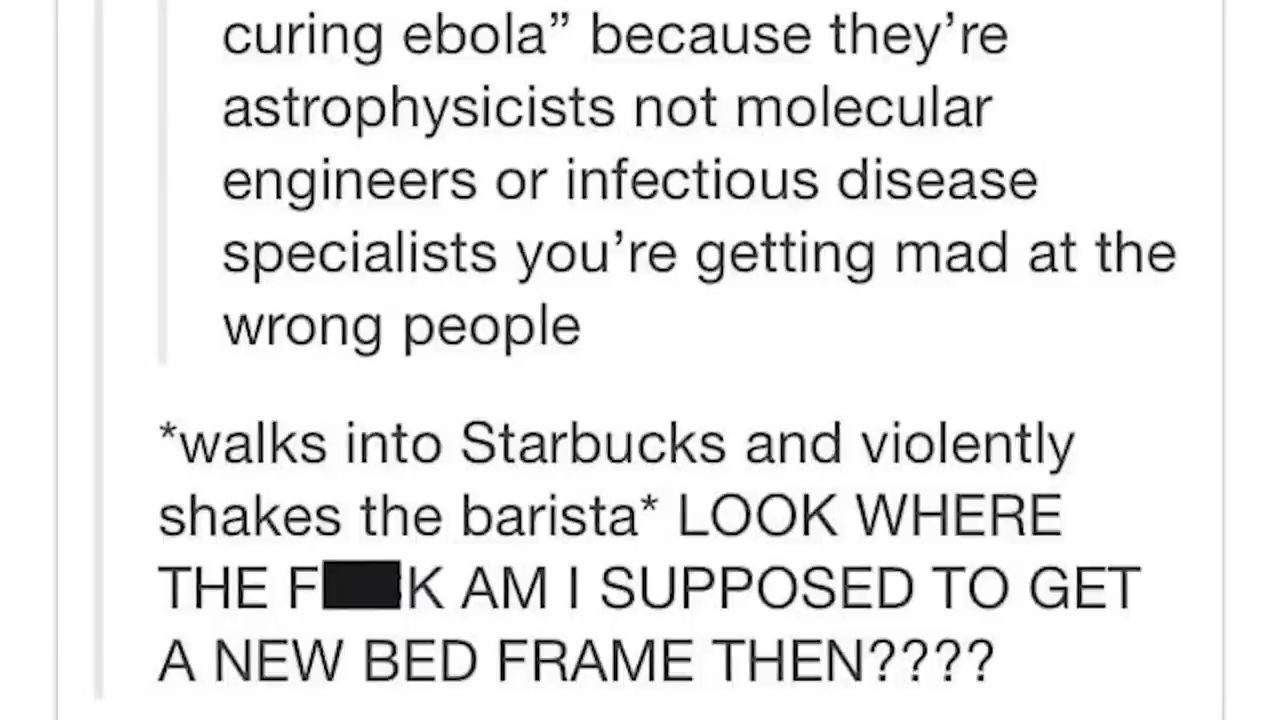 curing ebola” because they’re
astrophysicists not molecular
engineers or infectious disease
specialists you’re getting mad at the
wrong people
*walks into Starbucks and violently
shakes the barista* LOOK WHERE
THE F█K AM I SUPPOSED TO GET
A NEW BED FRAME THEN????